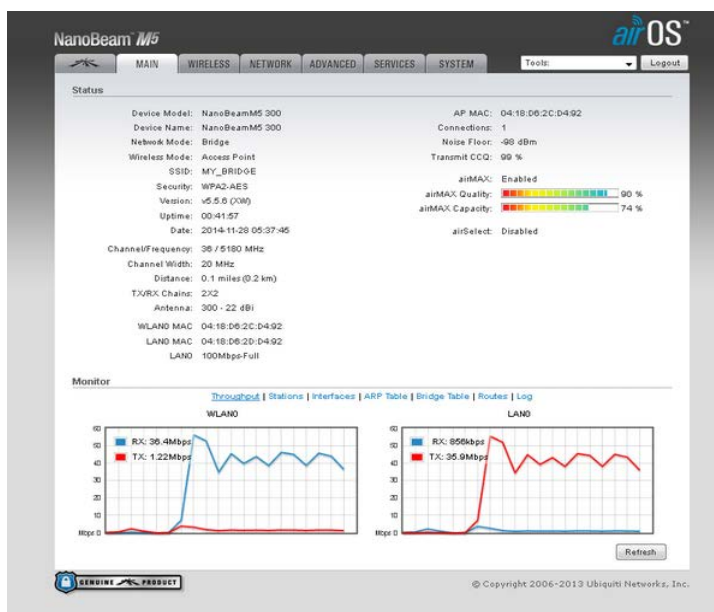 NanoBeam™ M5
airOS™
MAIN
WIRELESS
NETWORK
ADVANCED
SERVICES
SYSTEM
Tools:
Logout
Status
Device Model: NanoBeamM5 300
Device Name: NanoBeamM5 300
Network Mode: Bridge
Wireless Mode: Access Point
SSID: MY_BRIDGE
Security: WPA2-AES
Version: v5.5.6 (XW)
Uptime: 00:41:57
Date: 2014-11-28 05:37:45
Channel/Frequency: 36 / 5180 MHz
Channel Width: 20 MHz
Distance: 0.1 miles (0.2 km)
TX/RX Chains: 2X2
Antenna: 300 - 22 dBi
WLAN0 MAC 04:18:D6:2C:D4:92
LAN0 MAC 04:18:D6:2D:D4:92
LAN0 100Mbps-Full
AP MAC: 04:18:D6:2C:D4:92
Connections: 1
Noise Floor: -98 dBm
Transmit CCQ: 99 %
airMAX: Enabled
airMAX Quality: 90 %
airMAX Capacity: 74 %
airSelect: Disabled
Monitor
Throughput | Stations | Interfaces | ARP Table | Bridge Table | Routes | Log
WLAN0
60
50
40
30
20
10
Mbps 0
RX: 36.4Mbps
TX: 1.22Mbps
LAN0
60
50
40
30
20
10
Mbps 0
RX: 856kbps
TX: 35.9Mbps
Refresh
GENUINE PRODUCT
© Copyright 2006-2013 Ubiquiti Networks, Inc.